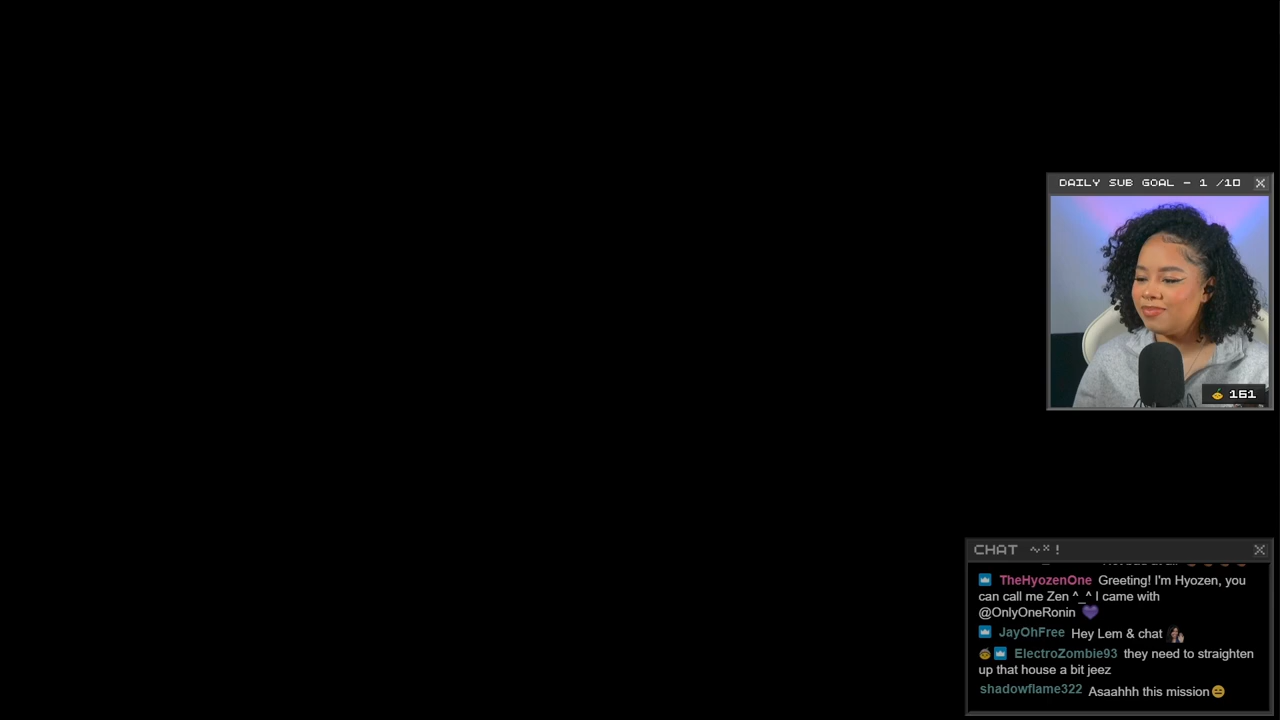 DAILY SUB GOAL - 1 /10
161
CHAT ~*!
TheHyozenOne Greeting! I'm Hyozen, you
can call me Zen ^_^ I came with
@OnlyOneRonin
JayOhFree Hey Lem & chat
ElectroZombie93 they need to straighten
up that house a bit jeez
shadowflame322 Asaahhh this mission